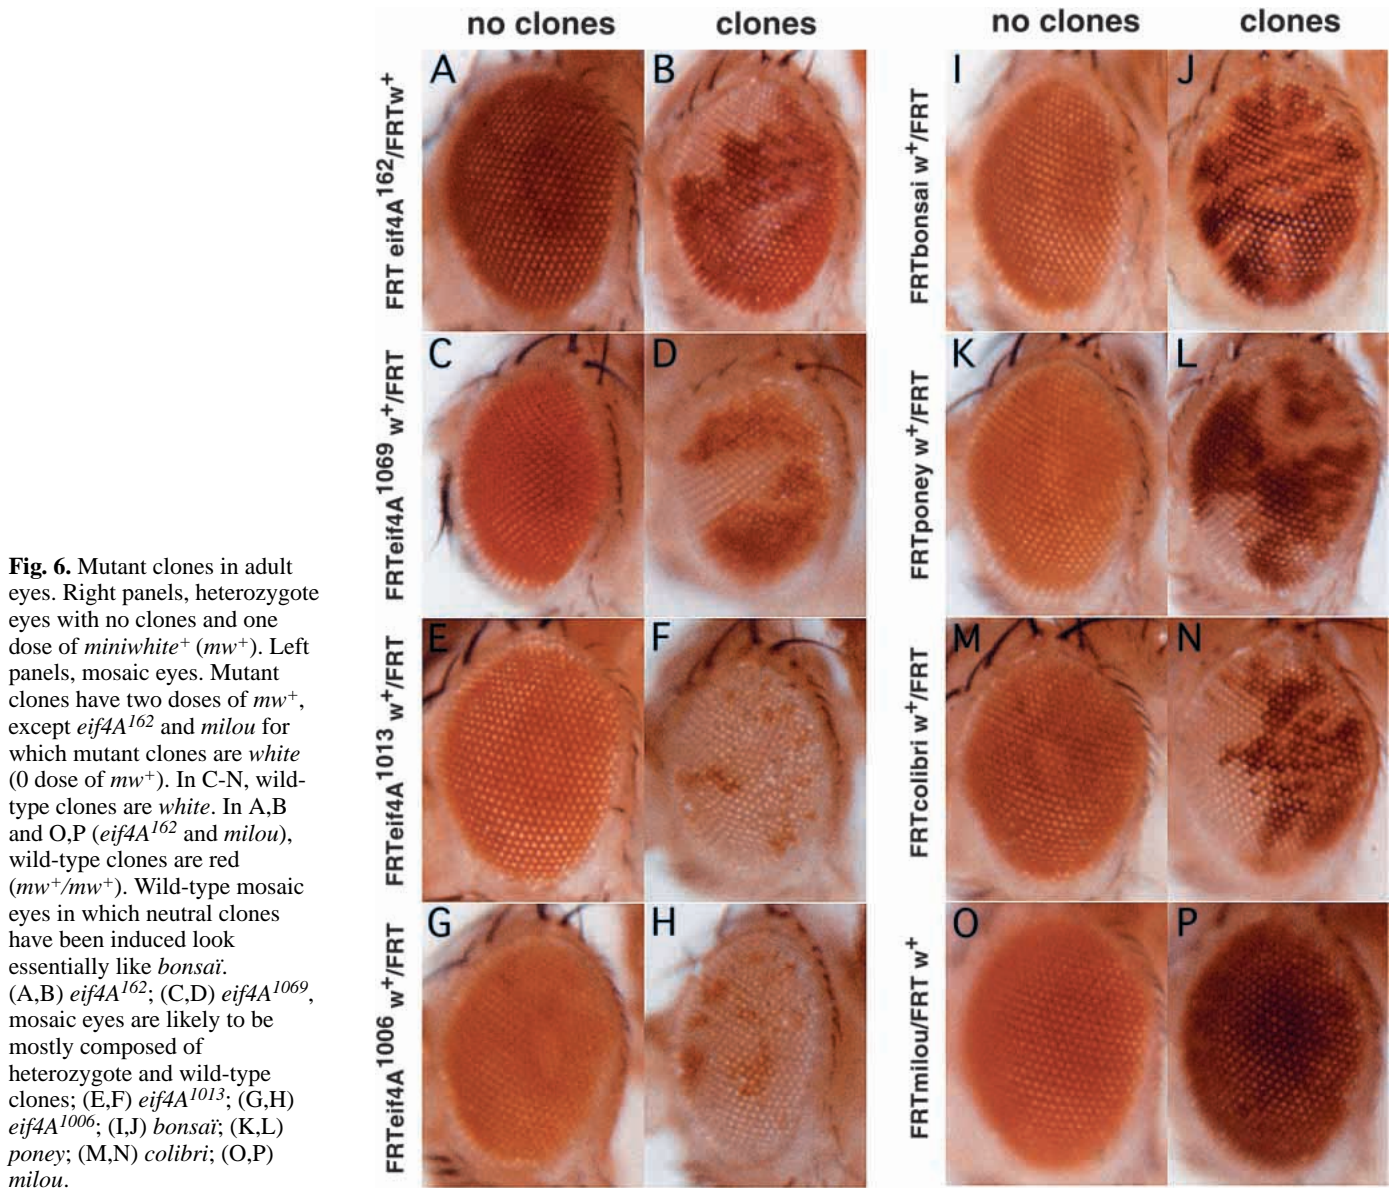 no clones clones no clones clones
A B I J
FRT eif4A162/FRTw+
FRTbonsai w+/FRT
C D K L
FRTeif4A1069 w+/FRT
FRTponey w+/FRT
E F M N
FRTeif4A1013 w+/FRT
FRTcolibri w+/FRT
G H O P
FRTeif4A1006 w+/FRT
FRTmilou/FRT w+
Fig. 6. Mutant clones in adult
eyes. Right panels, heterozygote
eyes with no clones and one
dose of miniwhite+ (mw+). Left
panels, mosaic eyes. Mutant
clones have two doses of mw+,
except eif4A162 and milou for
which mutant clones are white
(0 dose of mw+). In C-N, wild-
type clones are white. In A,B
and O,P (eif4A162 and milou),
wild-type clones are red
(mw+/mw+). Wild-type mosaic
eyes in which neutral clones
have been induced look
essentially like bonsaï.
(A,B) eif4A162; (C,D) eif4A1069,
mosaic eyes are likely to be
mostly composed of
heterozygote and wild-type
clones; (E,F) eif4A1013; (G,H)
eif4A1006; (I,J) bonsaï; (K,L)
poney; (M,N) colibri; (O,P)
milou.